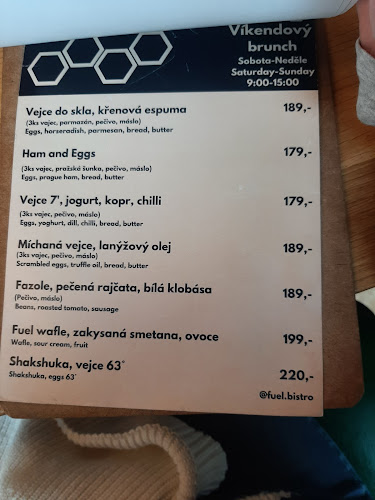 Víkendový
brunch
Sobota-Neděle
Saturday-Sunday
9:00-15:00
Vejce do skla, křenová espuma 189,-
(3ks vajec, parmazán, pečivo, máslo)
Eggs, horseradish, parmesan, bread, butter
Ham and Eggs 179,-
(3ks vajec, pražská šunka, pečivo, máslo)
Eggs, prague ham, bread, butter
Vejce 7', jogurt, kopr, chilli 179,-
(3ks vajec, pečivo, máslo)
Eggs, yoghurt, dill, chilli, bread, butter
Míchaná vejce, lanýžový olej 189,-
(3ks vajec, pečivo, máslo)
Scrambled eggs, truffle oil, bread, butter
Fazole, pečená rajčata, bílá klobása 189,-
(Pečivo, máslo)
Beans, roasted tomato, sausage
Fuel wafle, zakysaná smetana, ovoce 199,-
Wafle, sour cream, fruit
Shakshuka, vejce 63° 220,-
Shakshuka, eggs 63°
@fuel.bistro